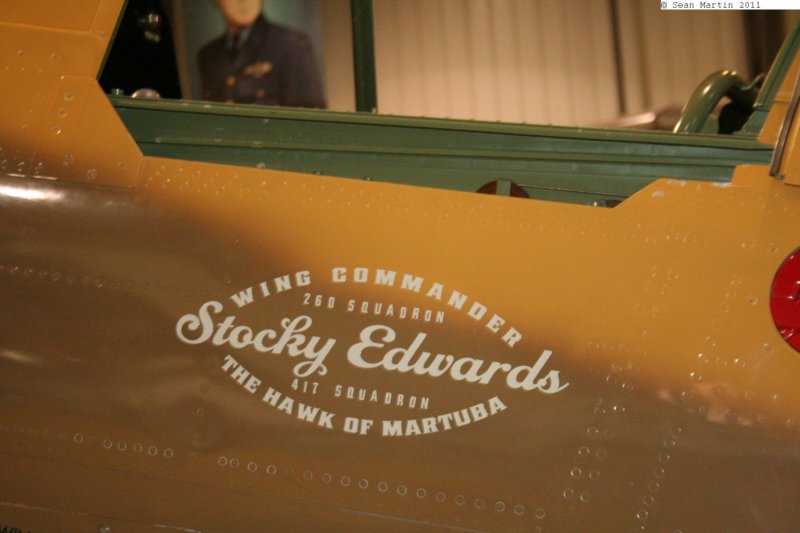 © Sean Martin 2011
WING COMMANDER
260 SQUADRON
Stocky Edwards
417 SQUADRON
THE HAWK OF MARTUBA